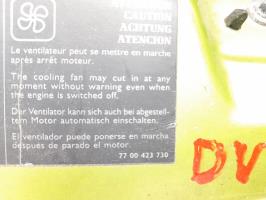 ATTENTION
CAUTION
ACHTUNG
ATENCION
Le ventilateur peut se mettre en marche
après arrêt moteur.
The cooling fan may cut in at any
moment without warning even when
the engine is switched off.
Der Ventilator kann sich auch bei abgestell-
tem Motor automatisch einschalten.
El ventilador puede ponerse en marcha
después de parado el motor.
77 00 423 730
DV